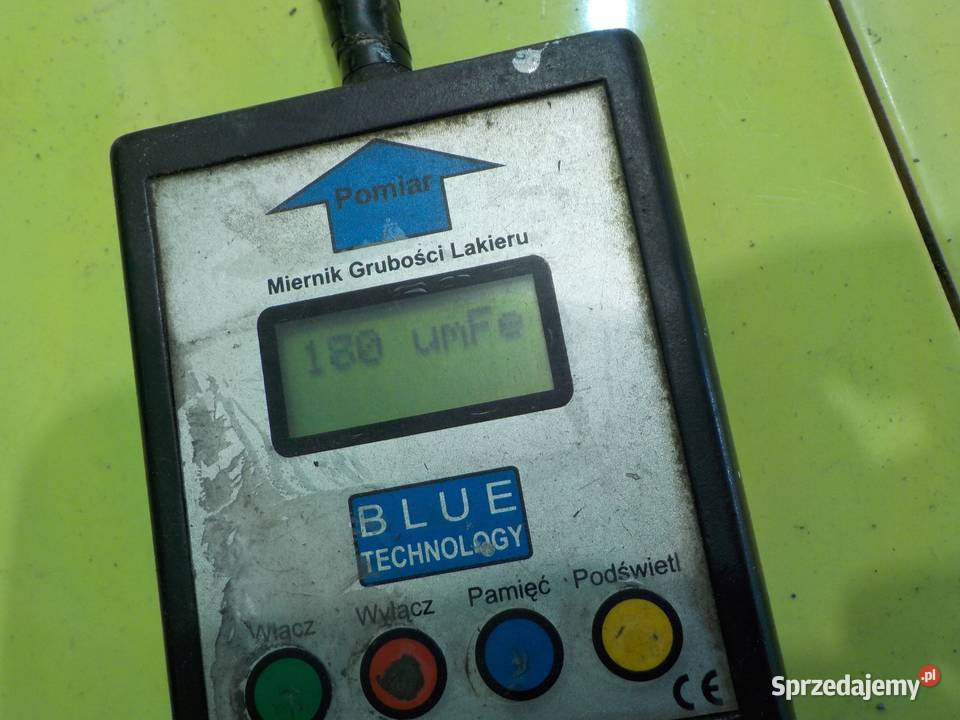 Pomiar
Miernik Grubości Lakieru
180 umFe
BLUE
TECHNOLOGY
Włącz Wyłącz Pamięć Podświetl
CE
Sprzedajemy.pl